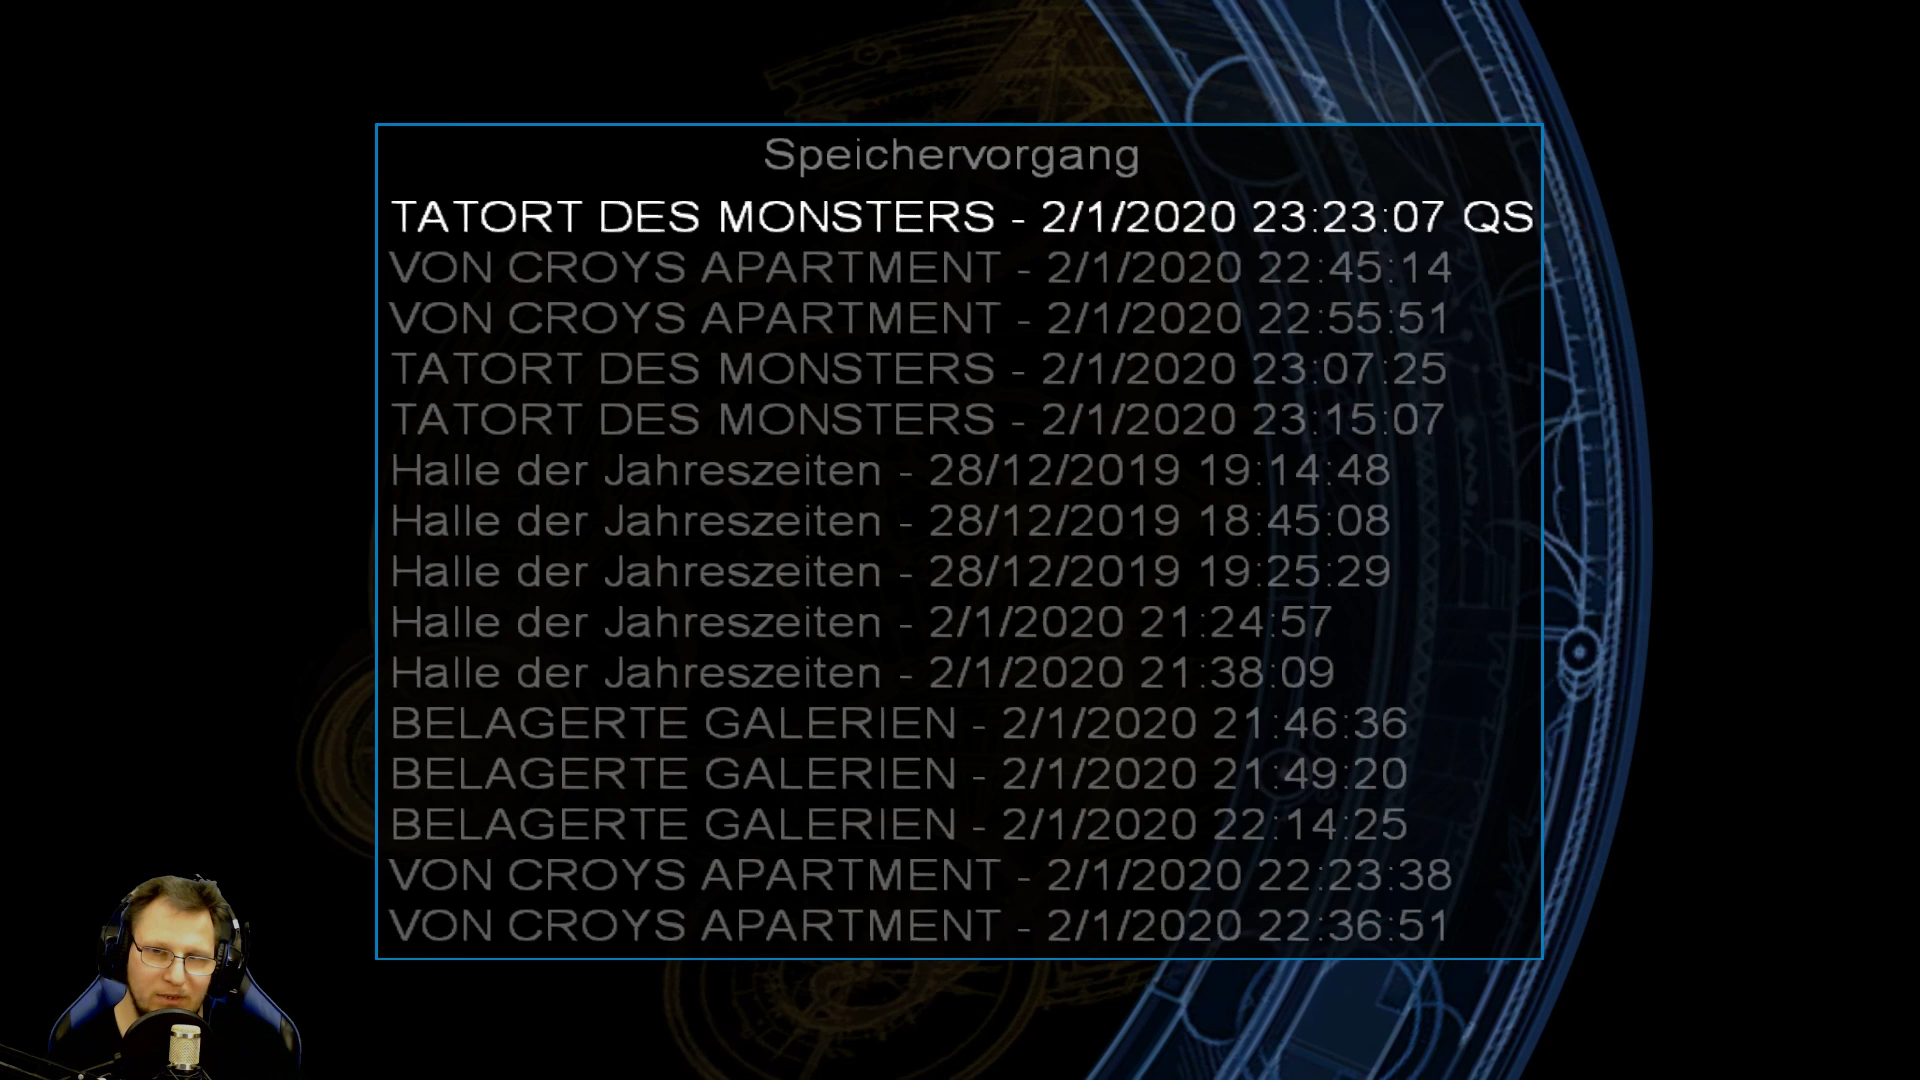 Speichervorgang
TATORT DES MONSTERS - 2/1/2020 23:23:07 QS
VON CROYS APARTMENT - 2/1/2020 22:45:14
VON CROYS APARTMENT - 2/1/2020 22:55:51
TATORT DES MONSTERS - 2/1/2020 23:07:25
TATORT DES MONSTERS - 2/1/2020 23:15:07
Halle der Jahreszeiten - 28/12/2019 19:14:48
Halle der Jahreszeiten - 28/12/2019 18:45:08
Halle der Jahreszeiten - 28/12/2019 19:25:29
Halle der Jahreszeiten - 2/1/2020 21:24:57
Halle der Jahreszeiten - 2/1/2020 21:38:09
BELAGERTE GALERIEN - 2/1/2020 21:46:36
BELAGERTE GALERIEN - 2/1/2020 21:49:20
BELAGERTE GALERIEN - 2/1/2020 22:14:25
VON CROYS APARTMENT - 2/1/2020 22:23:38
VON CROYS APARTMENT - 2/1/2020 22:36:51